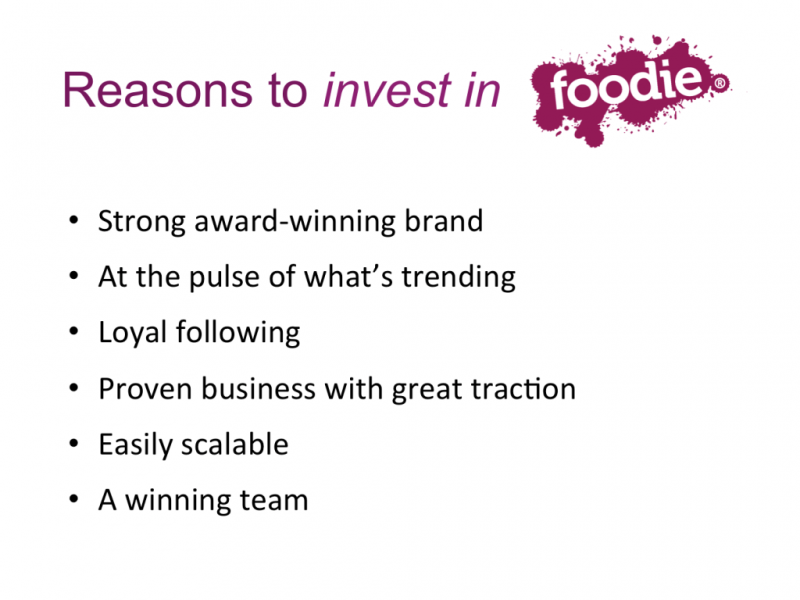 Reasons to invest in foodie®
• Strong award-winning brand
• At the pulse of what’s trending
• Loyal following
• Proven business with great traction
• Easily scalable
• A winning team